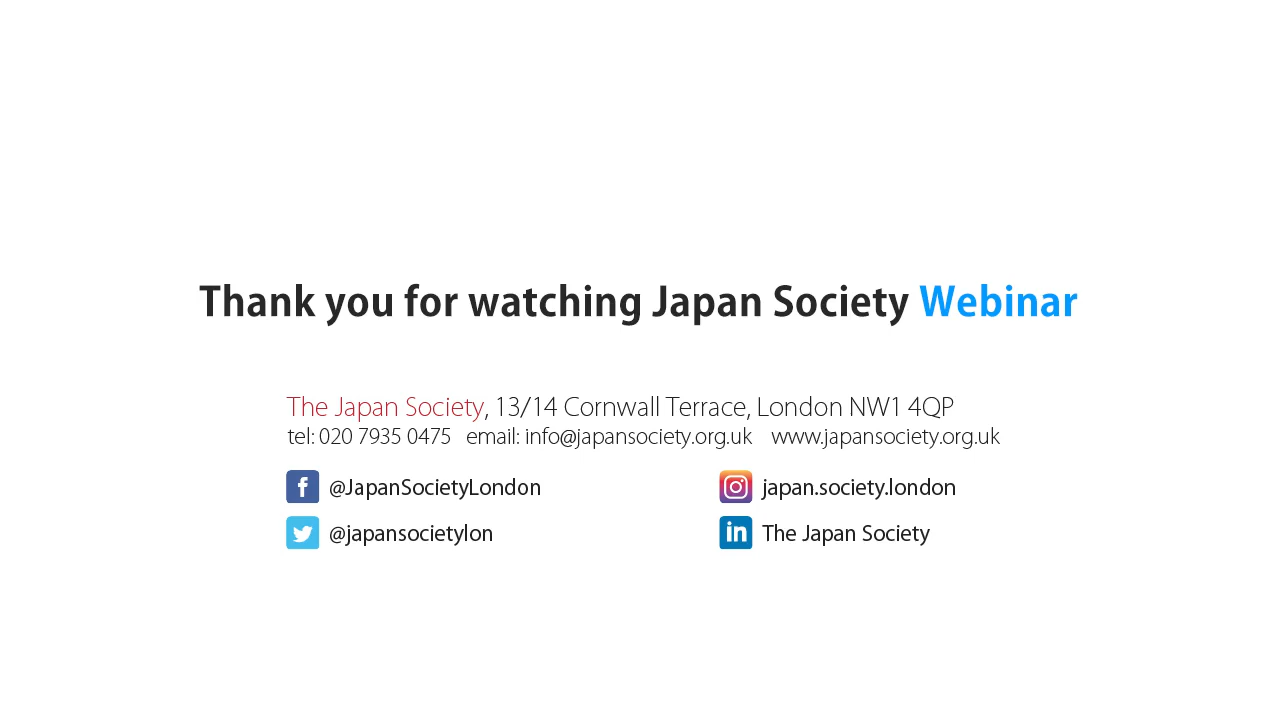 Thank you for watching Japan Society Webinar
The Japan Society, 13/14 Cornwall Terrace, London NW1 4QP
tel: 020 7935 0475 email: info@japansociety.org.uk www.japansociety.org.uk
@JapanSocietyLondon japan.society.london
@japansocietylon The Japan Society